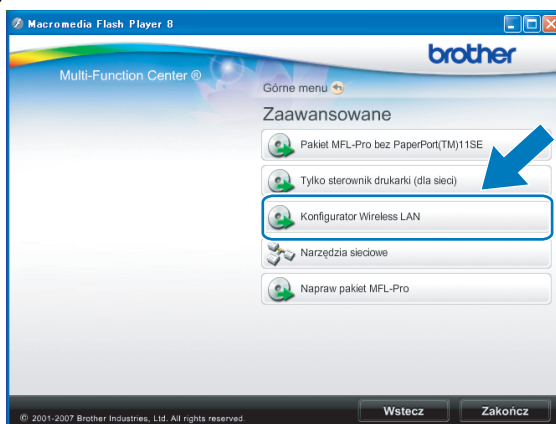 Macromedia Flash Player 8
brother
Multi-Function Center ®
Górne menu
Zaawansowane
Pakiet MFL-Pro bez PaperPort(TM)11SE
Tylko sterownik drukarki (dla sieci)
Konfigurator Wireless LAN
Narzędzia sieciowe
Napraw pakiet MFL-Pro
© 2001-2007 Brother Industries, Ltd. All rights reserved.
Wstecz
Zakończ